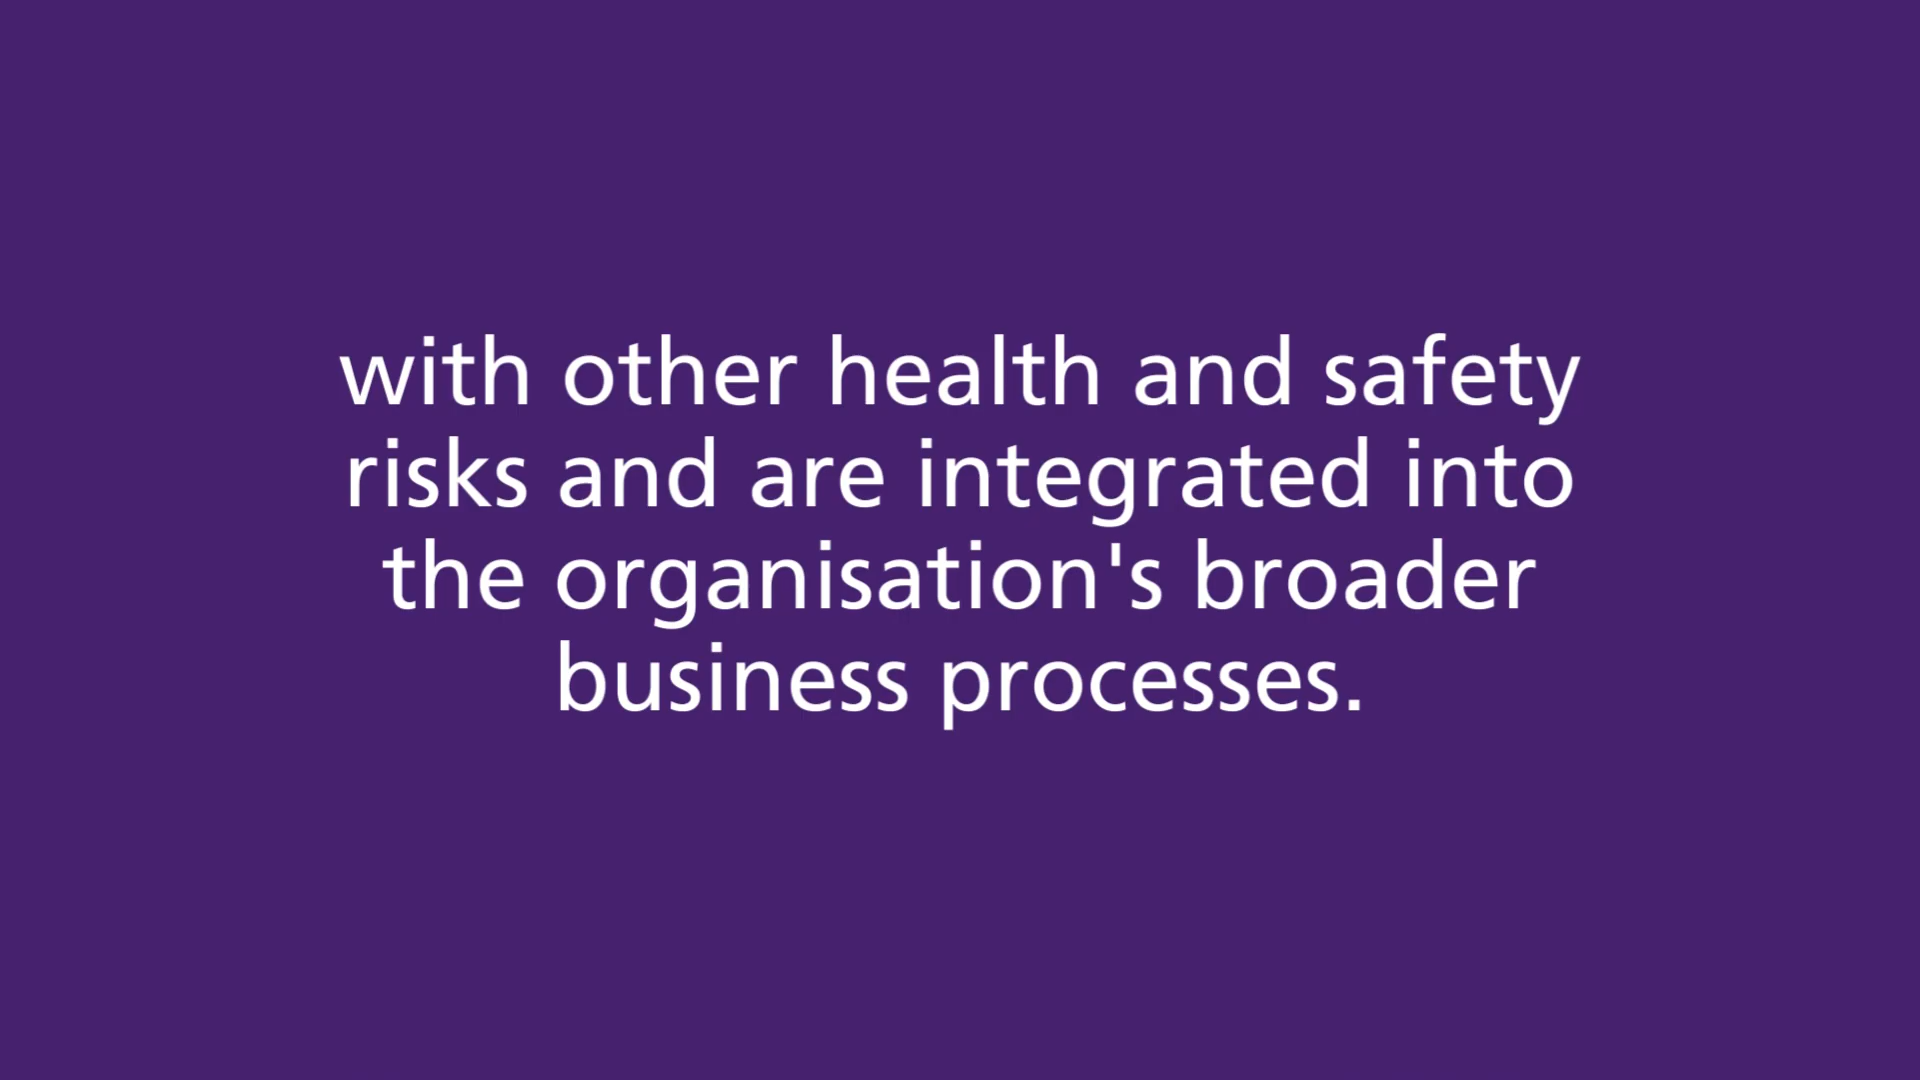 with other health and safety
risks and are integrated into
the organisation's broader
business processes.